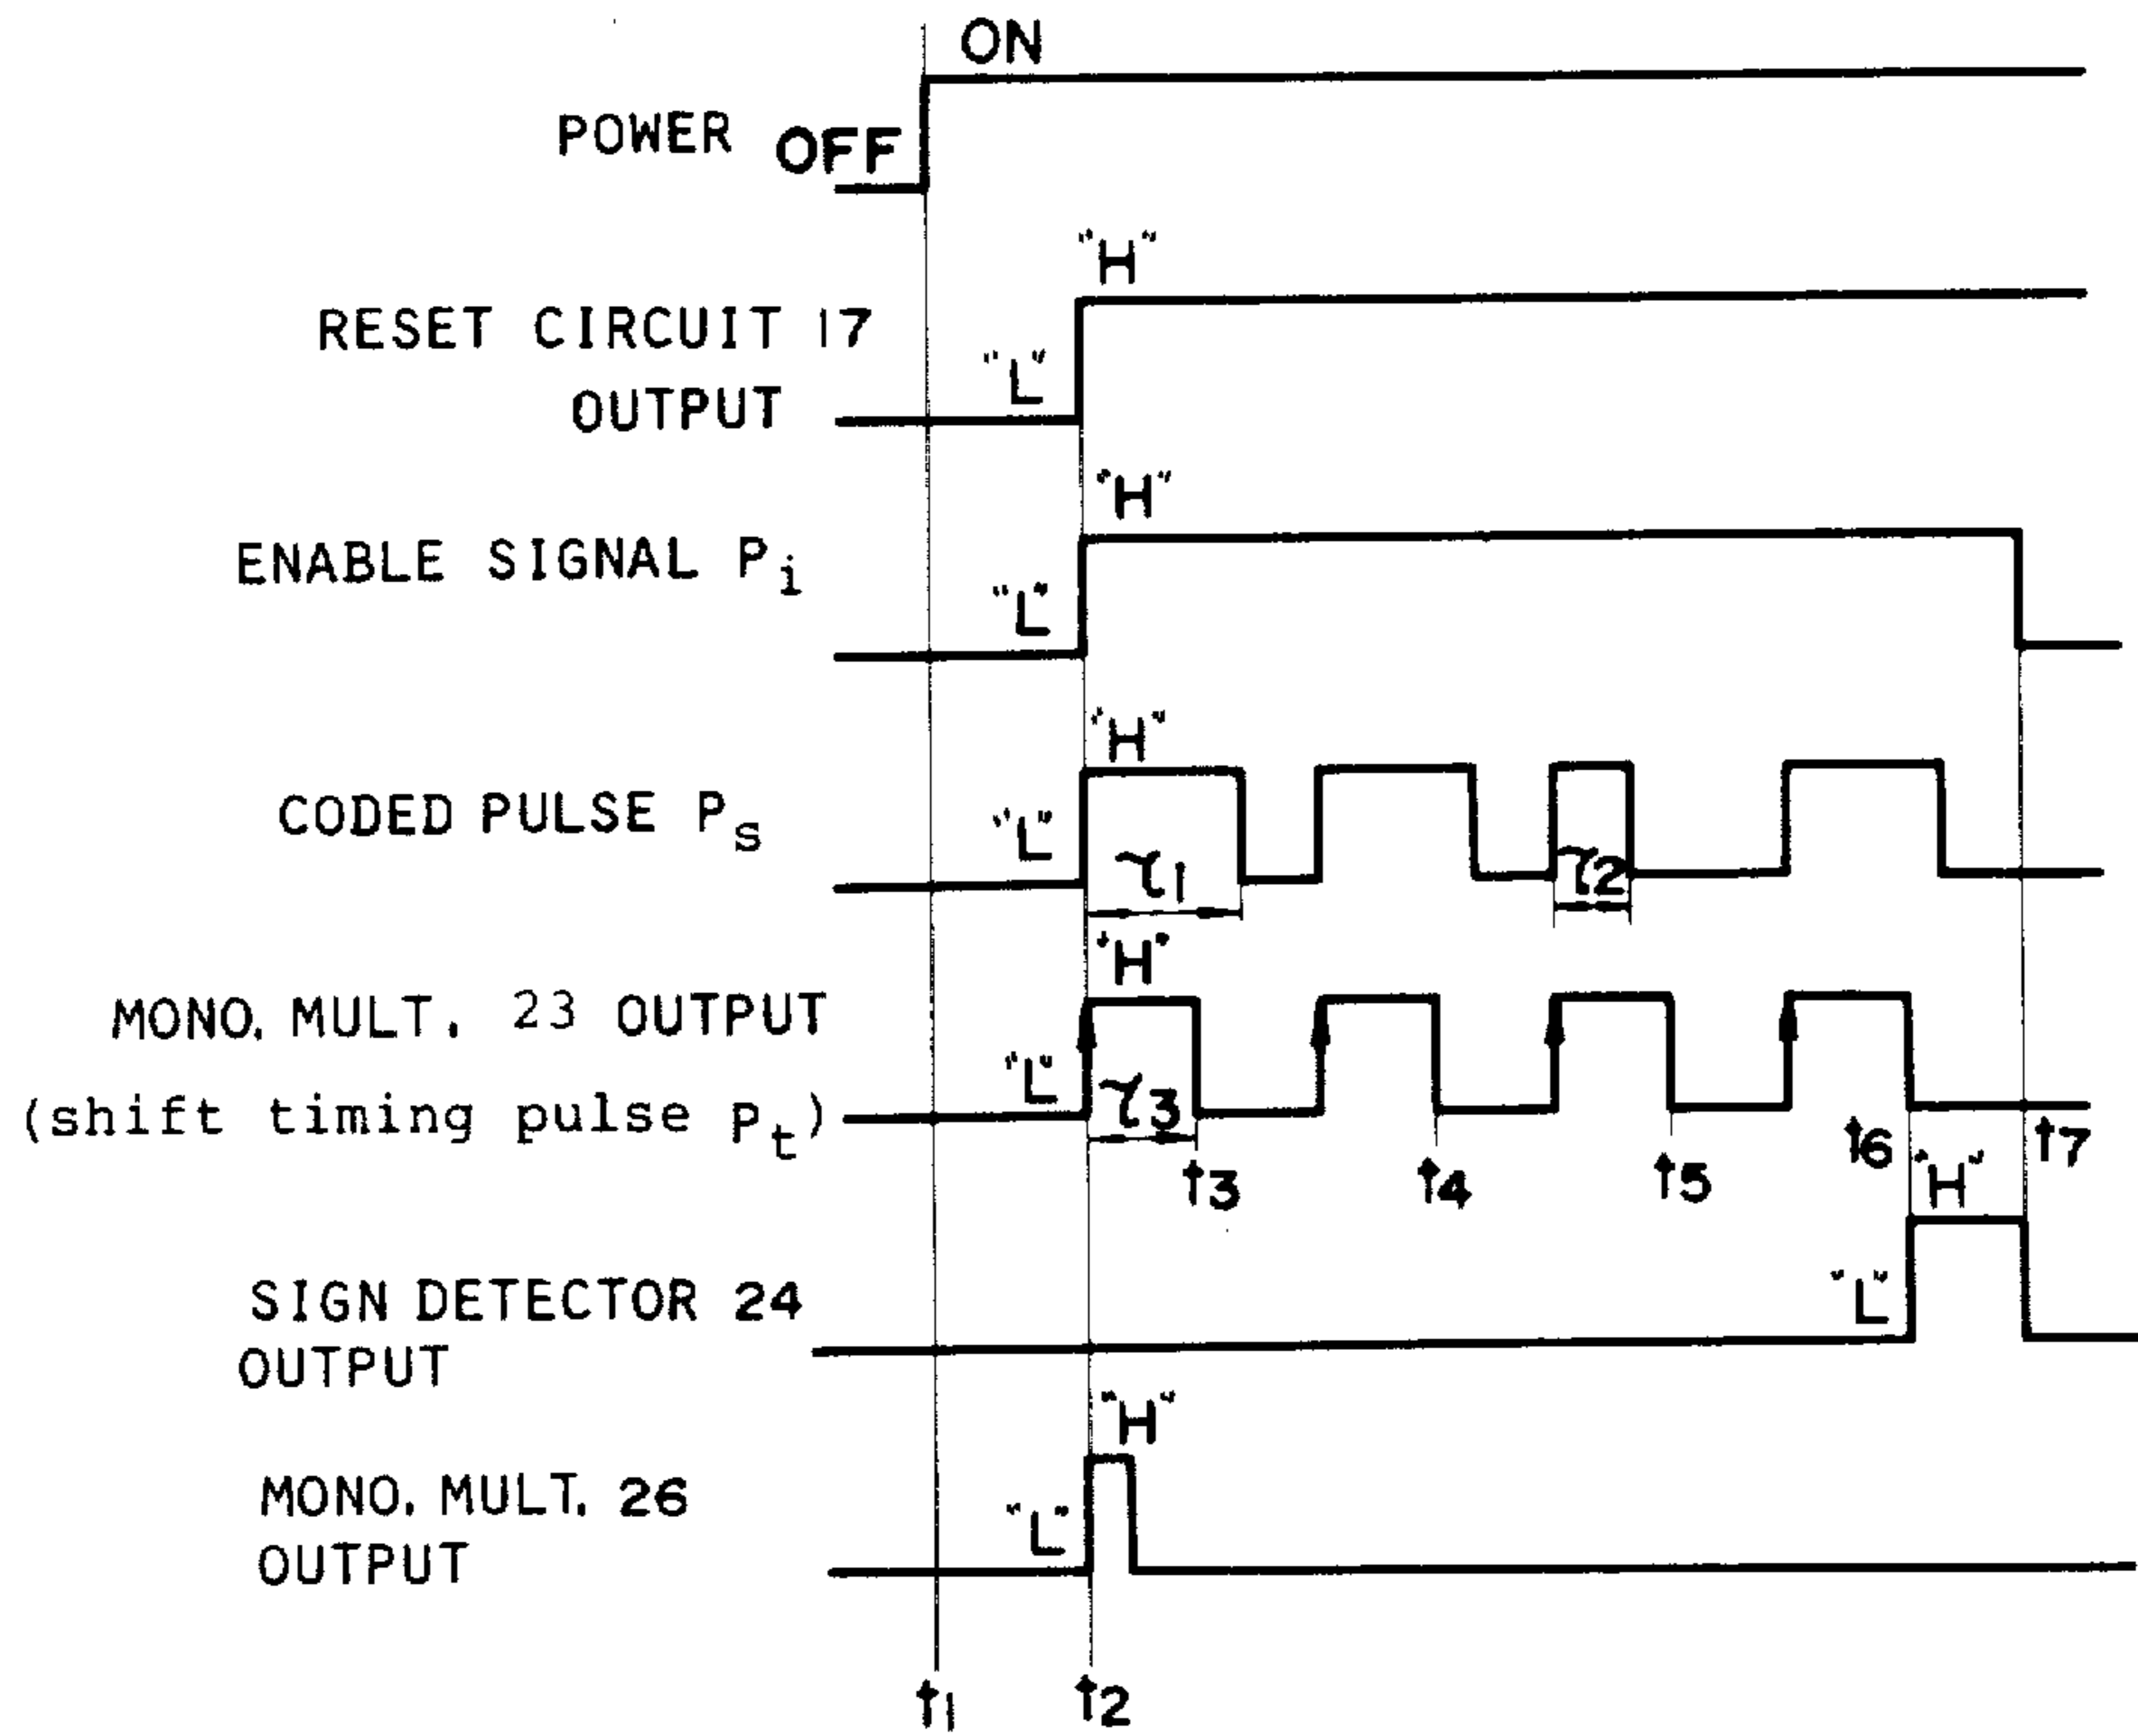 ON
POWER OFF
"H"
RESET CIRCUIT 17
"L"
OUTPUT
"H"
ENABLE SIGNAL Pi
"L"
"H"
CODED PULSE Ps
"L"
τ1
τ2
"H"
MONO. MULT. 23 OUTPUT
"L"
(shift timing pulse Pt)
τ3
t3
t4
t5
t6
t7
"H"
SIGN DETECTOR 24
"L"
OUTPUT
"H"
MONO. MULT. 26
"L"
OUTPUT
t1
t2